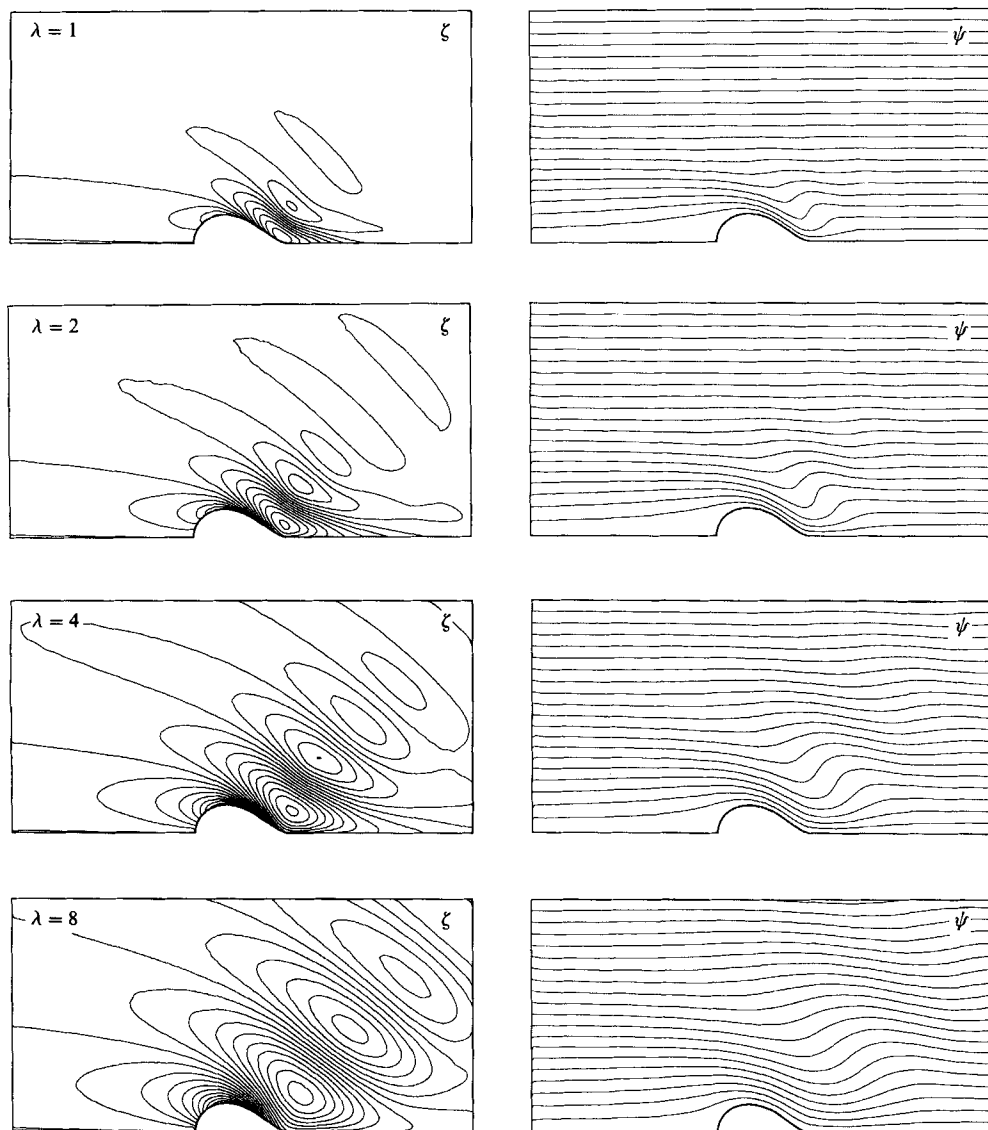 λ = 1 ζ ψ
λ = 2 ζ ψ
λ = 4 ζ ψ
λ = 8 ζ ψ